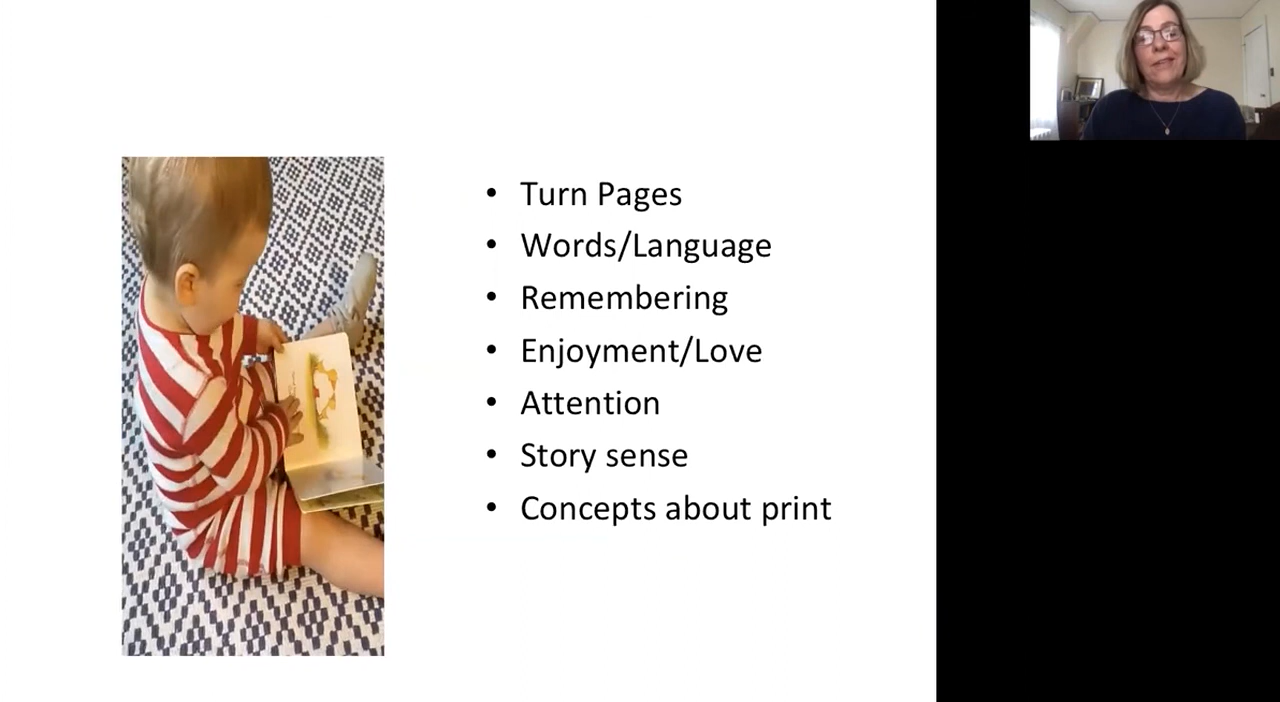 • Turn Pages
• Words/Language
• Remembering
• Enjoyment/Love
• Attention
• Story sense
• Concepts about print